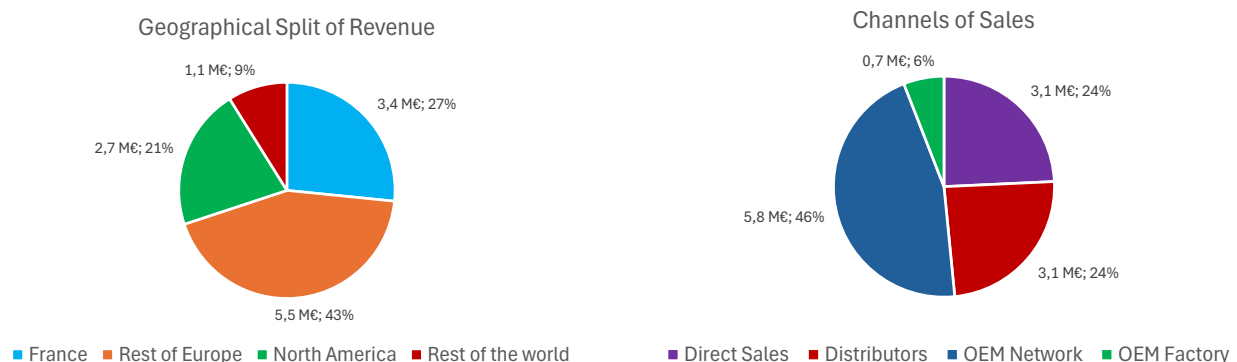 Geographical Split of Revenue
1,1 M€; 9%
3,4 M€; 27%
2,7 M€; 21%
5,5 M€; 43%
France Rest of Europe North America Rest of the world
Channels of Sales
0,7 M€; 6%
3,1 M€; 24%
5,8 M€; 46%
3,1 M€; 24%
Direct Sales Distributors OEM Network OEM Factory